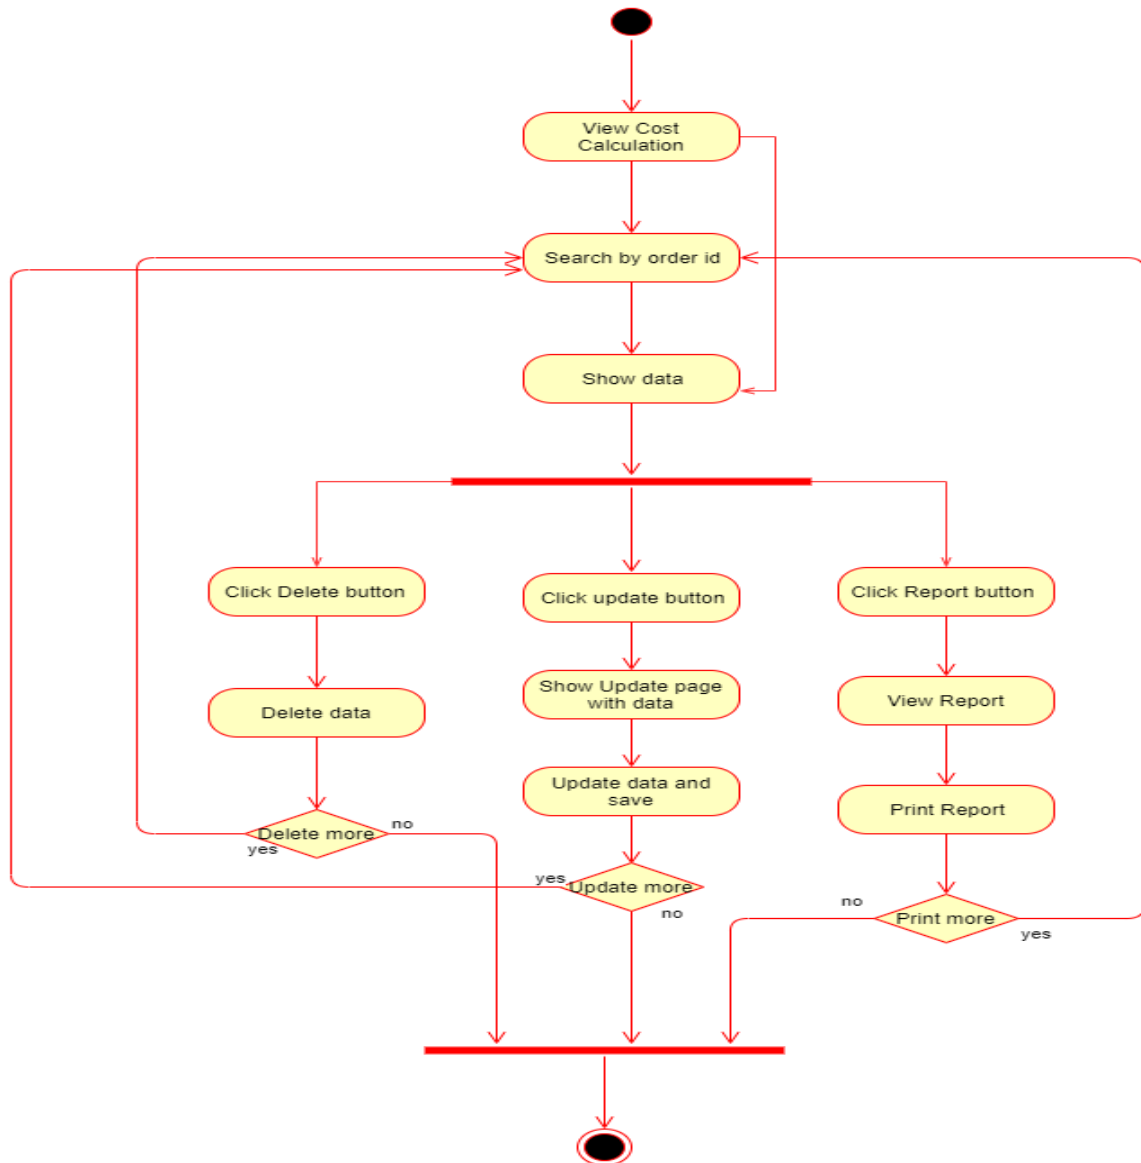 View Cost
Calculation
Search by order id
Show data
Click Delete button
Click update button
Click Report button
Show Update page
with data
View Report
Delete data
Update data and
save
Print Report
Delete more
no
yes
yes
Update more
no
no
Print more
yes